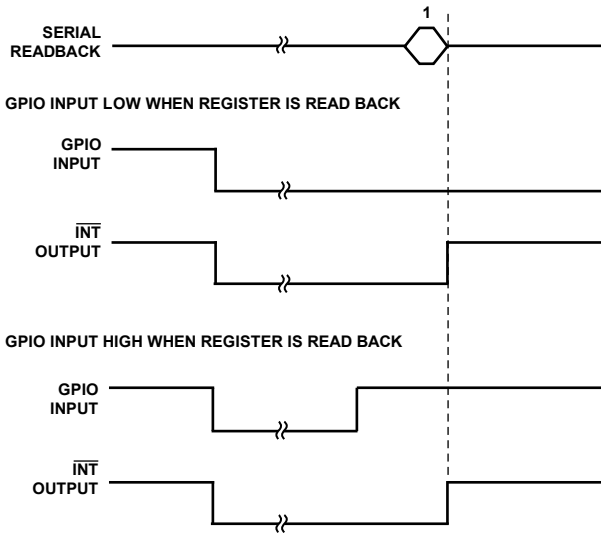 1
SERIAL
READBACK
GPIO INPUT LOW WHEN REGISTER IS READ BACK
GPIO
INPUT
INT
OUTPUT
GPIO INPUT HIGH WHEN REGISTER IS READ BACK
GPIO
INPUT
INT
OUTPUT